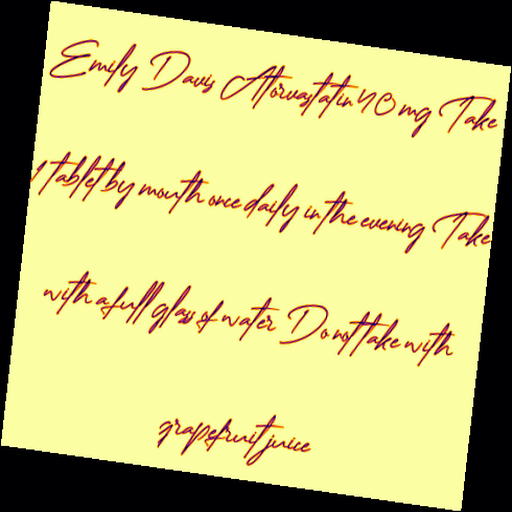 Emily Davis Atorvastatin 40 mg Take
1 tablet by mouth once daily in the evening Take
with a full glass of water Do not take with
grapefruit juice